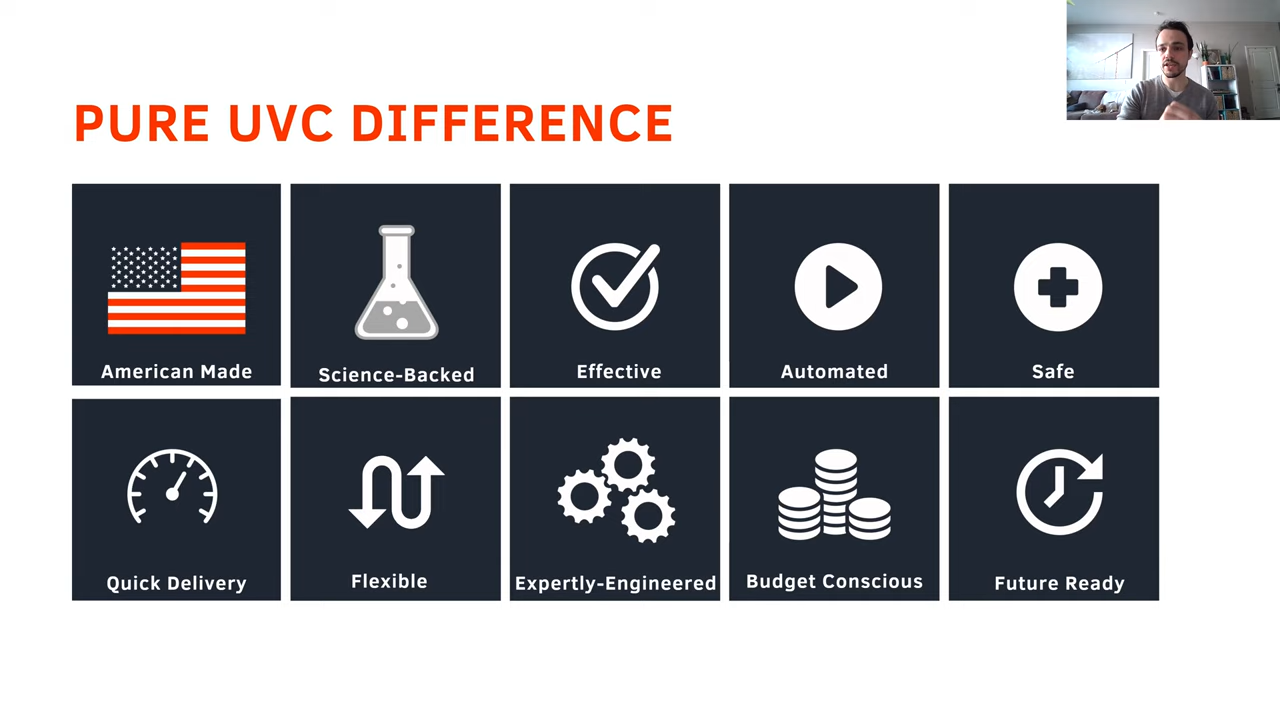 PURE UVC DIFFERENCE
American Made
Science-Backed
Effective
Automated
Safe
Quick Delivery
Flexible
Expertly-Engineered
Budget Conscious
Future Ready